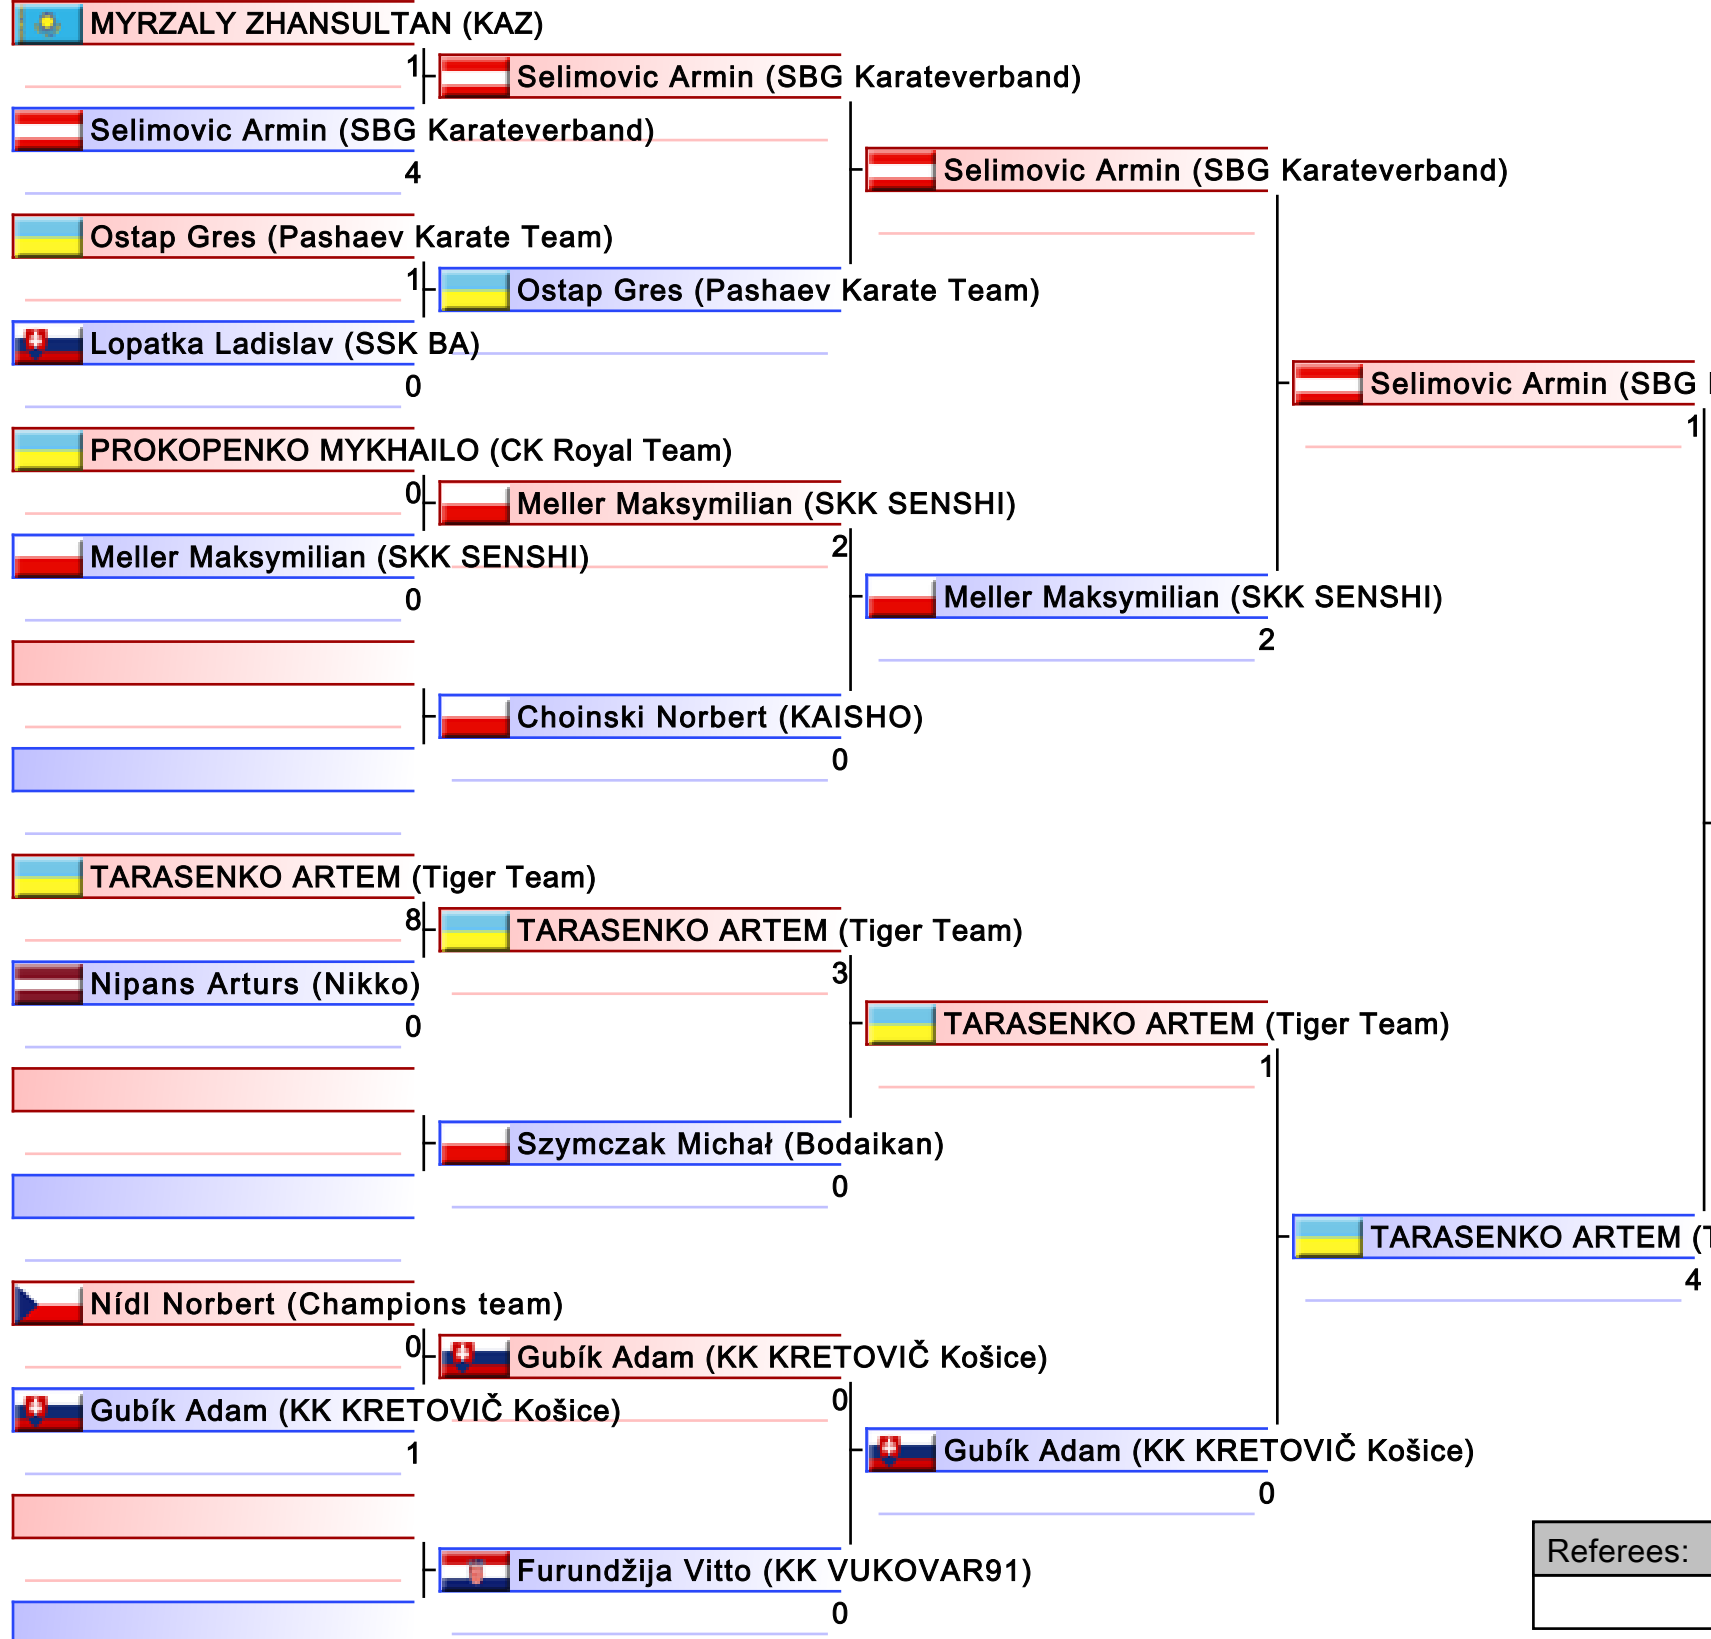 MYRZALY ZHANSULTAN (KAZ)
1
Selimovic Armin (SBG Karateverband)
4
Ostap Gres (Pashaev Karate Team)
1
Lopatka Ladislav (SSK BA)
0
PROKOPENKO MYKHAILO (CK Royal Team)
0
Meller Maksymilian (SKK SENSHI)
0
TARASENKO ARTEM (Tiger Team)
8
Nipans Arturs (Nikko)
0
Nídl Norbert (Champions team)
0
Gubík Adam (KK KRETOVIČ Košice)
1
Selimovic Armin (SBG Karateverband)
Ostap Gres (Pashaev Karate Team)
Meller Maksymilian (SKK SENSHI)
2
Choinski Norbert (KAISHO)
0
TARASENKO ARTEM (Tiger Team)
3
Szymczak Michał (Bodaikan)
0
Gubík Adam (KK KRETOVIČ Košice)
0
Furundžija Vitto (KK VUKOVAR91)
0
Selimovic Armin (SBG Karateverband)
Meller Maksymilian (SKK SENSHI)
2
TARASENKO ARTEM (Tiger Team)
1
Gubík Adam (KK KRETOVIČ Košice)
0
Selimovic Armin (SBG
1
TARASENKO ARTEM (
4
Referees: